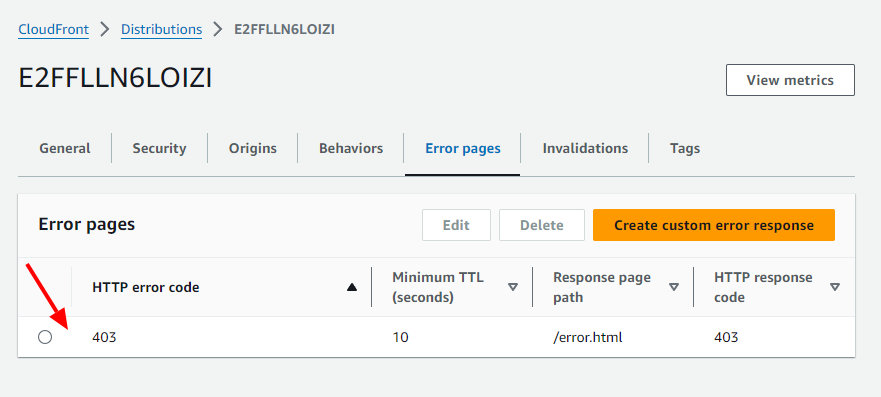 CloudFront > Distributions > E2FFLLN6LOIZI
E2FFLLN6LOIZI
View metrics
General Security Origins Behaviors Error pages Invalidations Tags
Error pages
Edit Delete Create custom error response
HTTP error code
Minimum TTL
(seconds)
Response page
path
HTTP response
code
403 10 /error.html 403